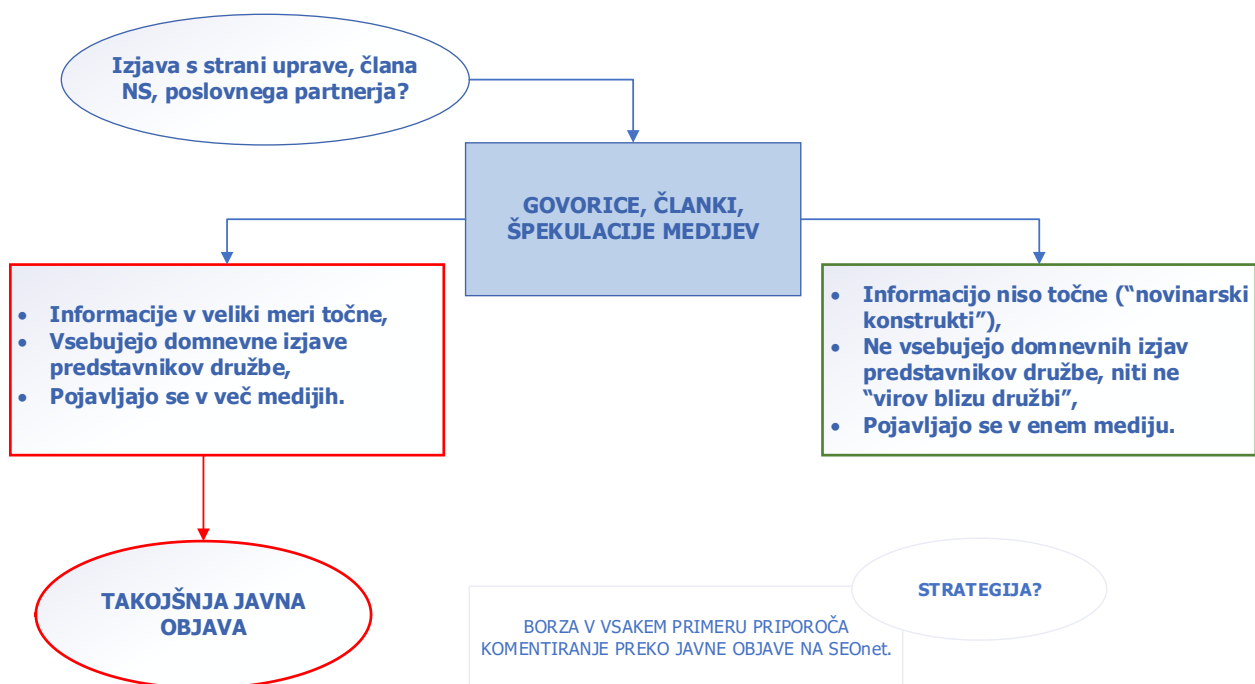 Izjava s strani uprave, člana
NS, poslovnega partnerja?
GOVORICE, ČLANKI,
ŠPEKULACIJE MEDIJEV
• Informacije v veliki meri točne,
• Vsebujejo domnevne izjave
predstavnikov družbe,
• Pojavljajo se v več medijih.
• Informacijo niso točne (“novinarski
konstrukti”),
• Ne vsebujejo domnevnih izjav
predstavnikov družbe, niti ne
“virov blizu družbi”,
• Pojavljajo se v enem mediju.
TAKOJŠNJA JAVNA
OBJAVA
STRATEGIJA?
BORZA V VSAKEM PRIMERU PRIPOROČA
KOMENTIRANJE PREKO JAVNE OBJAVE NA SEOnet.